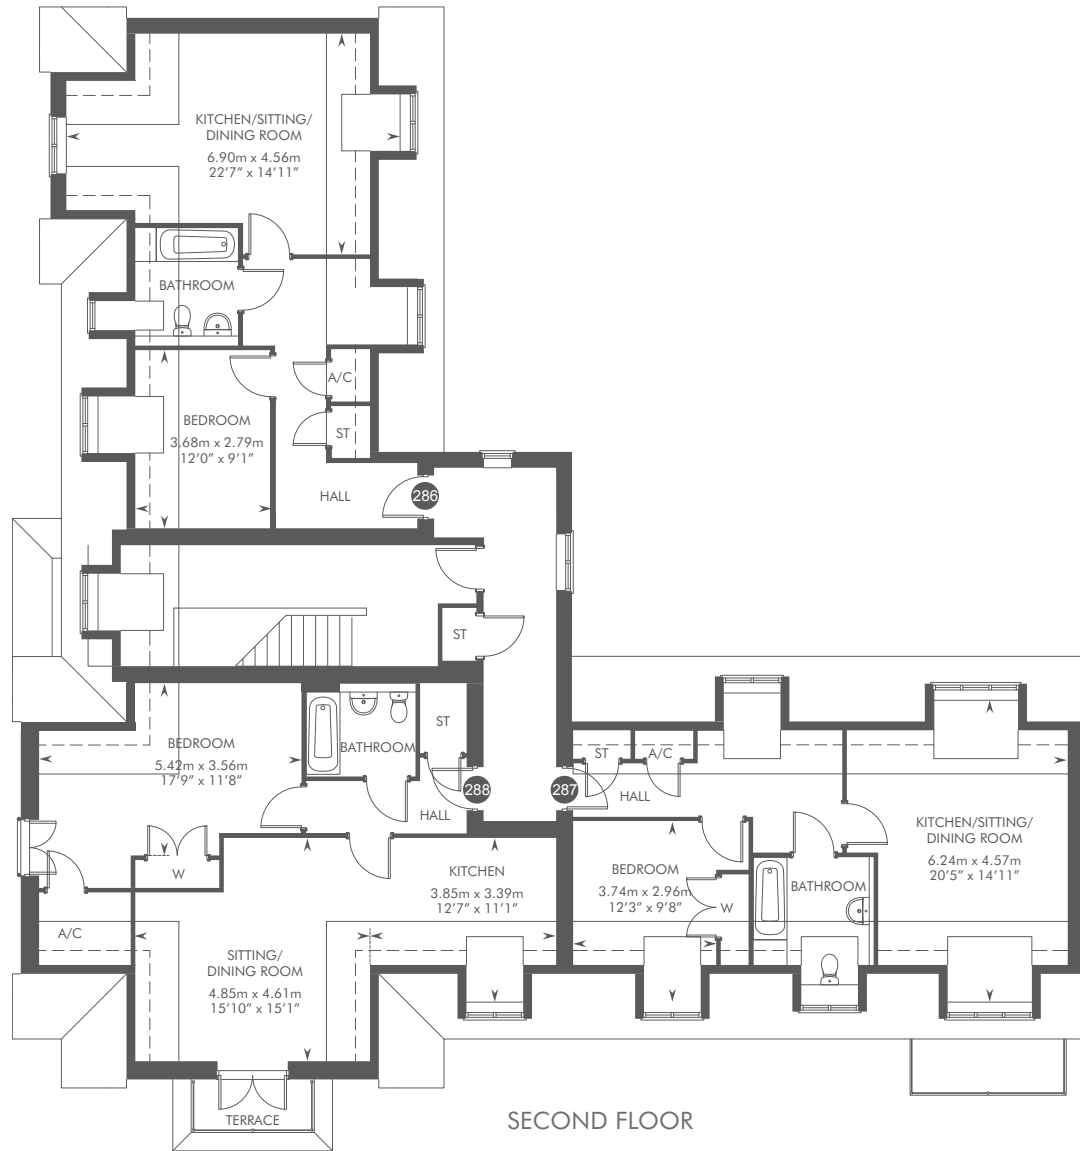 KITCHEN/SITTING/
DINING ROOM
6.90m x 4.56m
22'7" x 14'11"
BATHROOM
A/C
BEDROOM
3.68m x 2.79m
12'0" x 9'1"
ST
HALL
286
ST
BEDROOM
5.42m x 3.56m
17'9" x 11'8"
BATHROOM
ST
288
HALL
W
A/C
KITCHEN
3.85m x 3.39m
12'7" x 11'1"
SITTING/
DINING ROOM
4.85m x 4.61m
15'10" x 15'1"
TERRACE
287
ST
A/C
HALL
BEDROOM
3.74m x 2.96m
12'3" x 9'8"
W
BATHROOM
KITCHEN/SITTING/
DINING ROOM
6.24m x 4.57m
20'5" x 14'11"
SECOND FLOOR